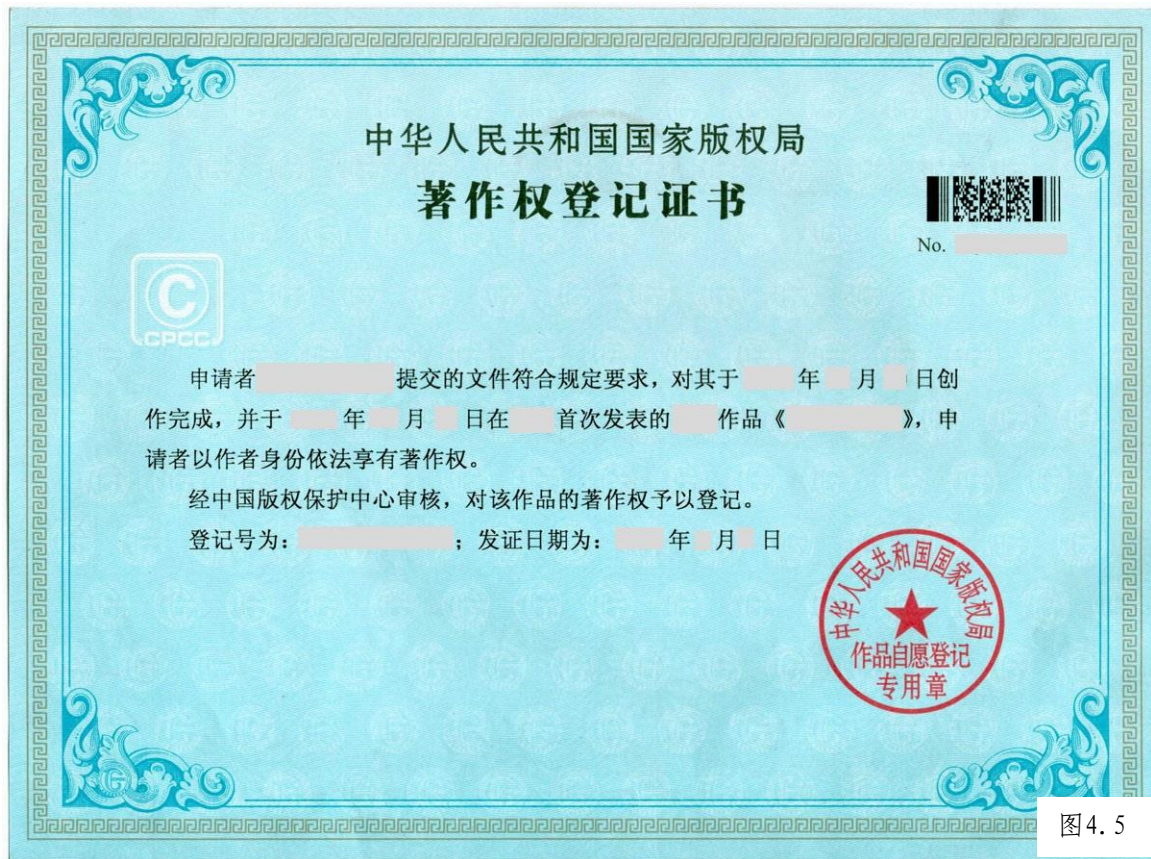 中华人民共和国国家版权局
著作权登记证书
No.
CPCC
申请者 提交的文件符合规定要求，对其于 年 月 日创
作完成，并于 年 月 日在 首次发表的 作品《 》，申
请者以作者身份依法享有著作权。
经中国版权保护中心审核，对该作品的著作权予以登记。
登记号为： ；发证日期为： 年 月 日
中华人民共和国国家版权局
作品自愿登记
专用章
图4.5